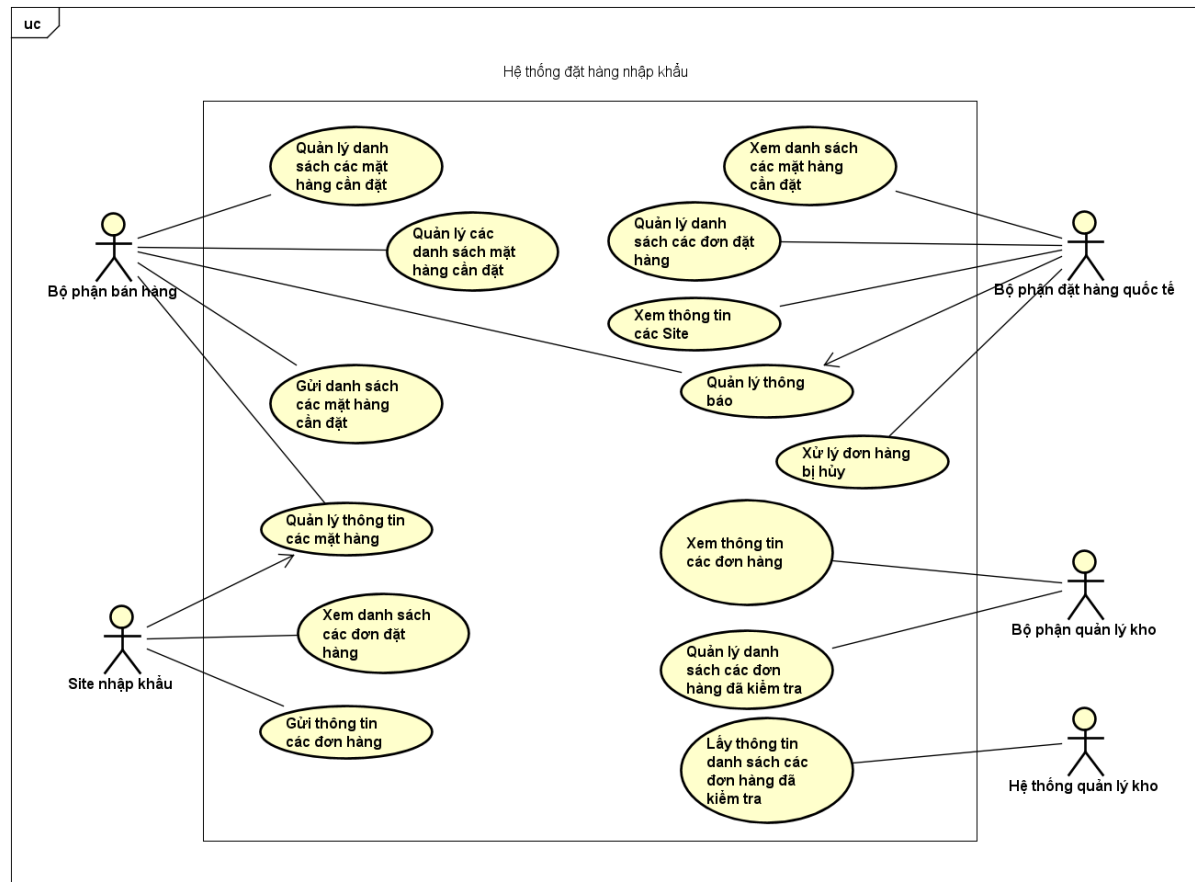 uc
Hệ thống đặt hàng nhập khẩu
Quản lý danh
sách các mặt
hàng cần đặt
Xem danh sách
các mặt hàng
cần đặt
Quản lý các
danh sách mặt
hàng cần đặt
Quản lý danh
sách các đơn đặt
hàng
Bộ phận bán hàng
Bộ phận đặt hàng quốc tế
Xem thông tin
các Site
Quản lý thông
báo
Gửi danh sách
các mặt hàng
cần đặt
Xử lý đơn hàng
bị hủy
Quản lý thông tin
các mặt hàng
Xem thông tin
các đơn hàng
Xem danh sách
các đơn đặt
hàng
Bộ phận quản lý kho
Site nhập khẩu
Quản lý danh
sách các đơn
hàng đã kiểm tra
Gửi thông tin
các đơn hàng
Lấy thông tin
danh sách các
đơn hàng đã
kiểm tra
Hệ thống quản lý kho